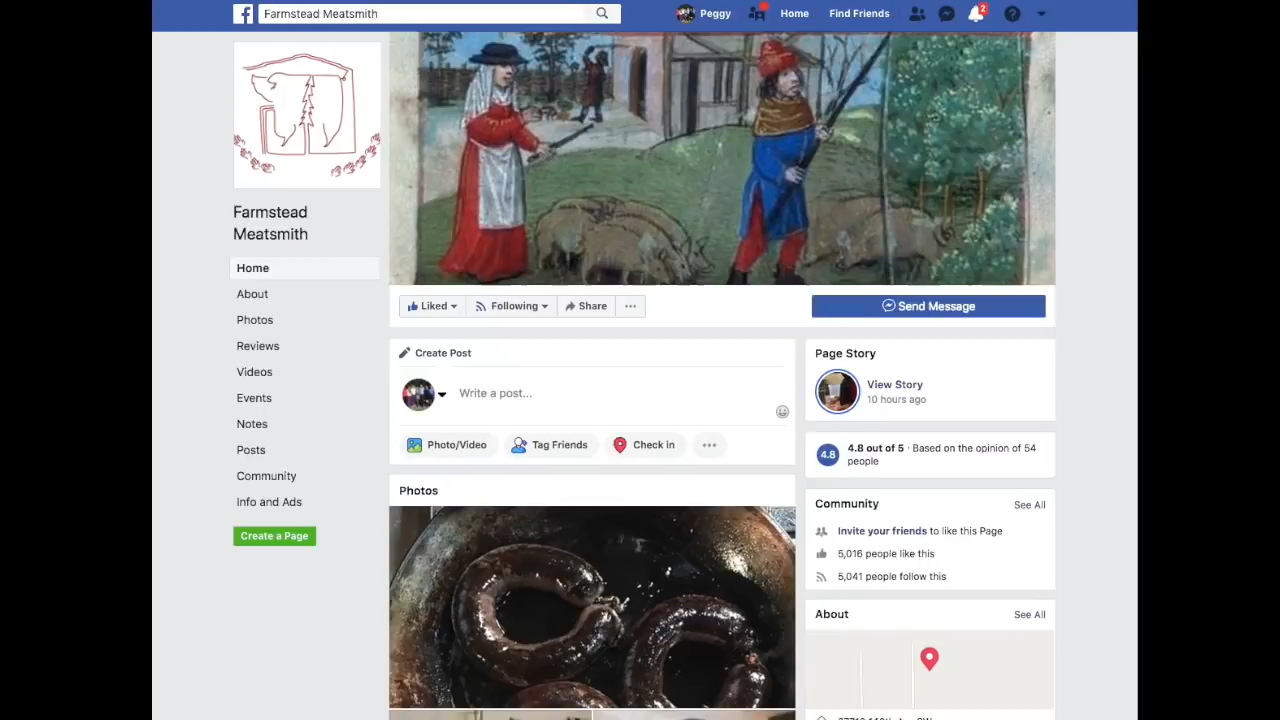 Farmstead Meatsmith
Peggy
Home
Find Friends
2
Farmstead
Meatsmith
Home
About
Photos
Reviews
Videos
Events
Notes
Posts
Community
Info and Ads
Create a Page
Liked
Following
Share
Send Message
Create Post
Write a post...
Photo/Video
Tag Friends
Check in
Photos
Page Story
View Story
10 hours ago
4.8
4.8 out of 5 · Based on the opinion of 54
people
Community
See All
Invite your friends to like this Page
5,016 people like this
5,041 people follow this
About
See All